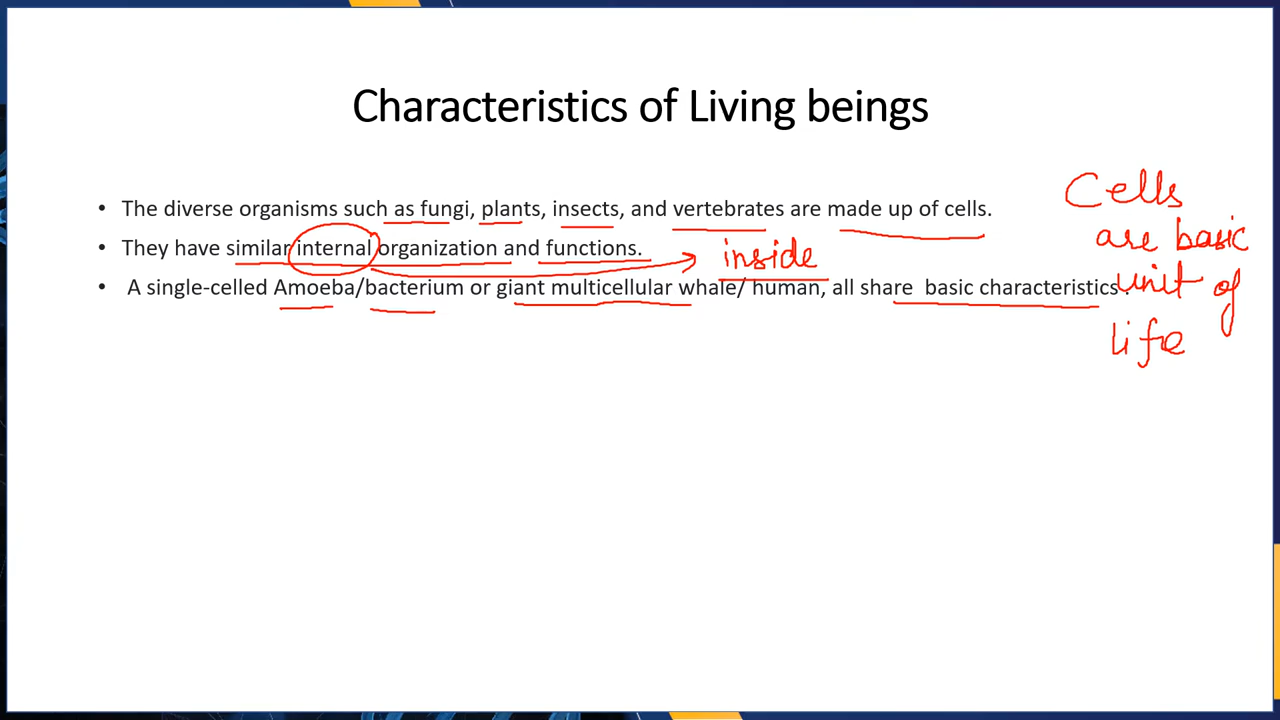 Characteristics of Living beings
• The diverse organisms such as fungi, plants, insects, and vertebrates are made up of cells.
• They have similar internal organization and functions.
• A single-celled Amoeba/bacterium or giant multicellular whale/ human, all share basic characteristics .
inside
Cells
are basic
unit of
life